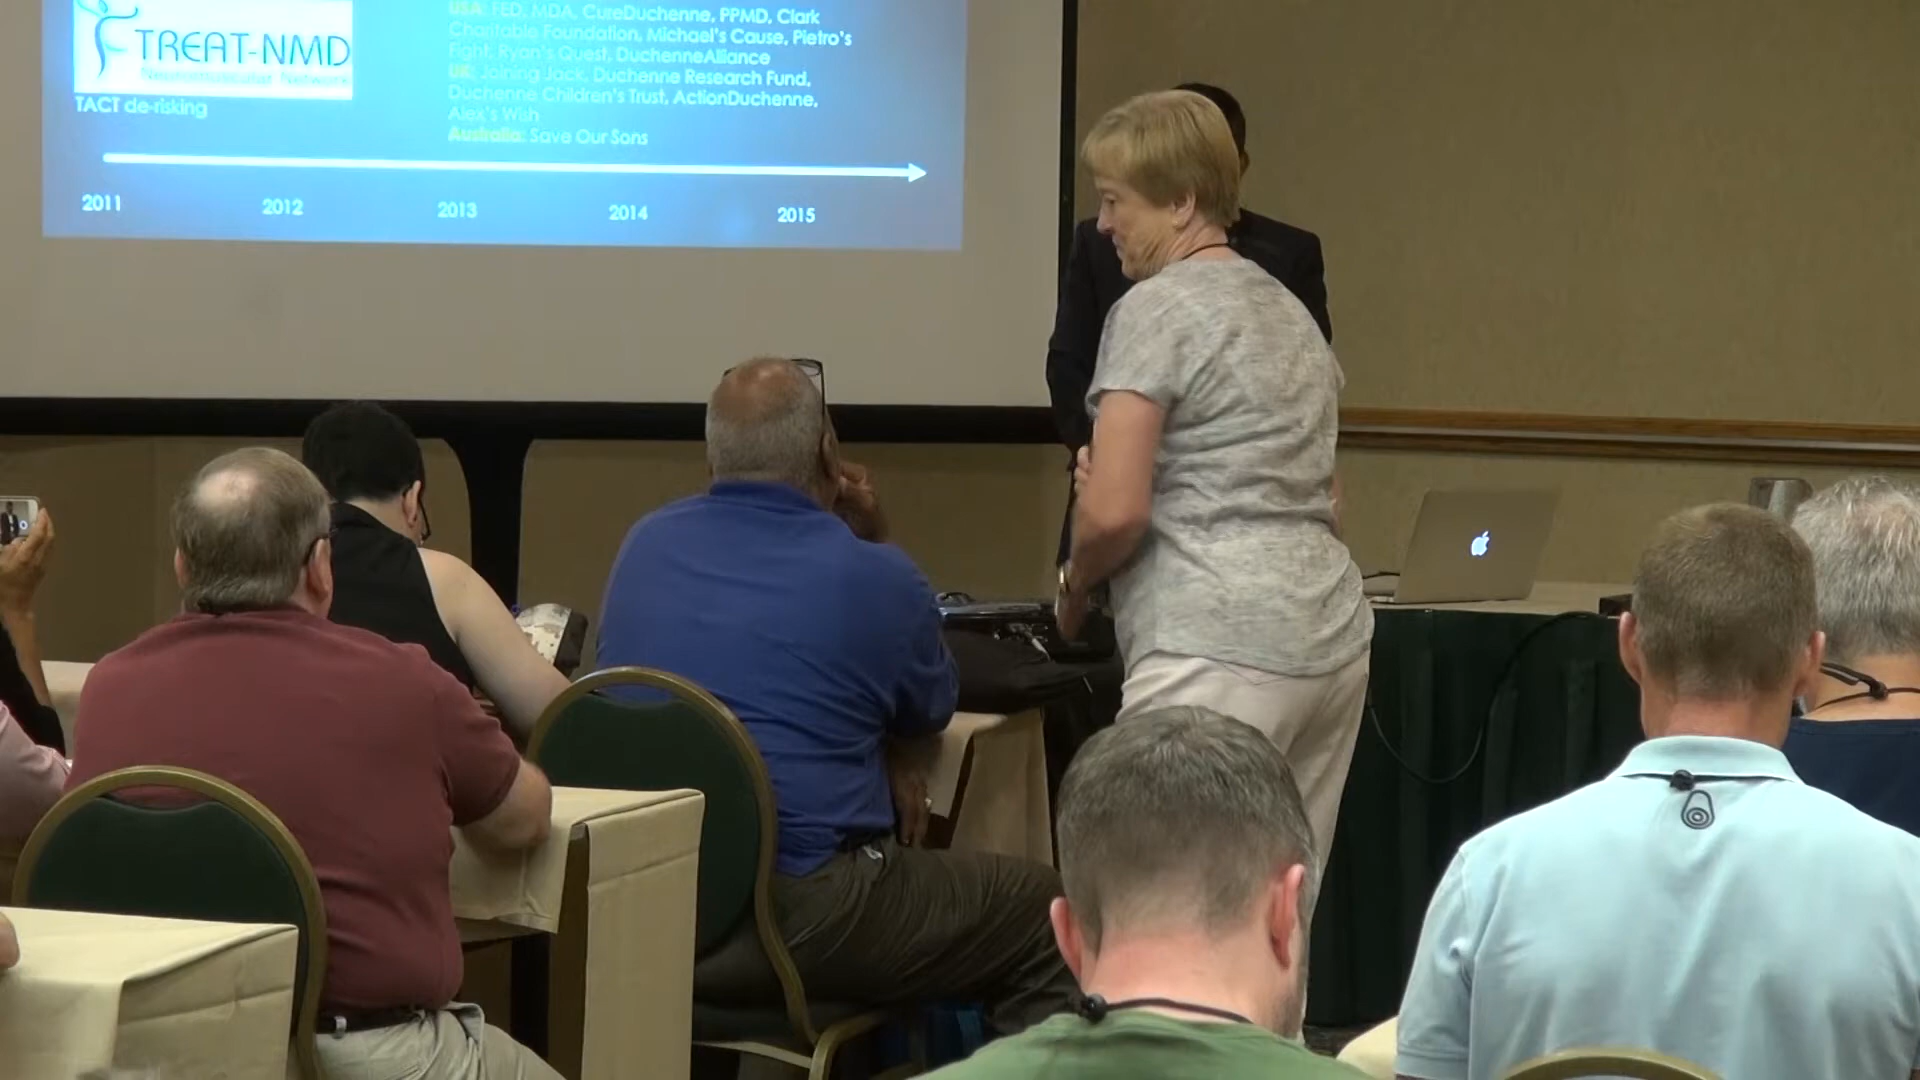 TREAT-NMD
Neuromuscular Network
TACT de-risking
USA: FED, MDA, CureDuchenne, PPMD, Clark
Charitable Foundation, Michael's Cause, Pietro's
Fight, Ryan's Quest, DuchenneAlliance
UK: Joining Jack, Duchenne Research Fund,
Duchenne Children's Trust, ActionDuchenne,
Alex's Wish
Australia: Save Our Sons
2011 2012 2013 2014 2015